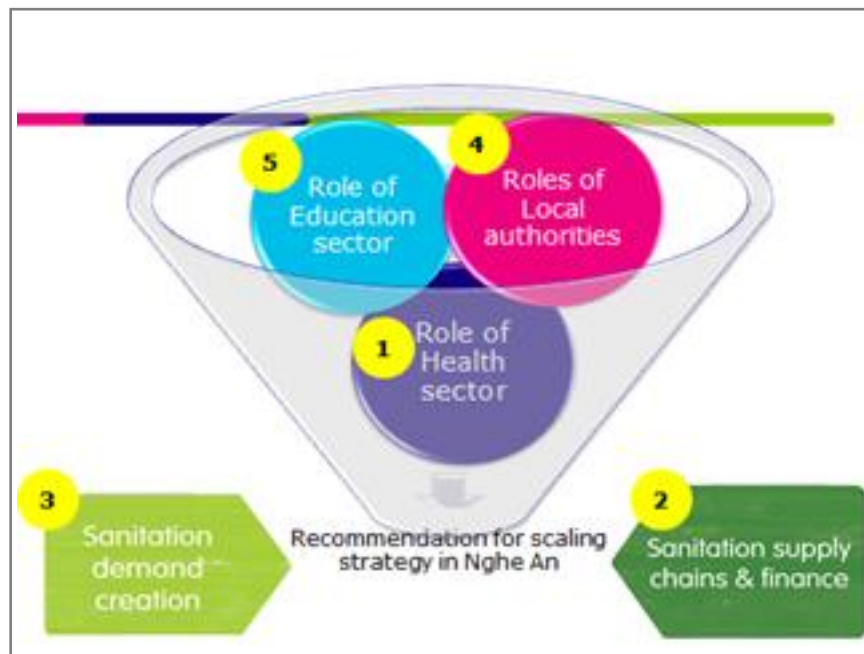 5
Role of
Education
sector
4
Roles of
Local
authorities
1
Role of
Health
sector
3
Sanitation
demond
creation
Recommendation for scaling
strategy in Nghe An
2
Sanitation supply
chains & finance